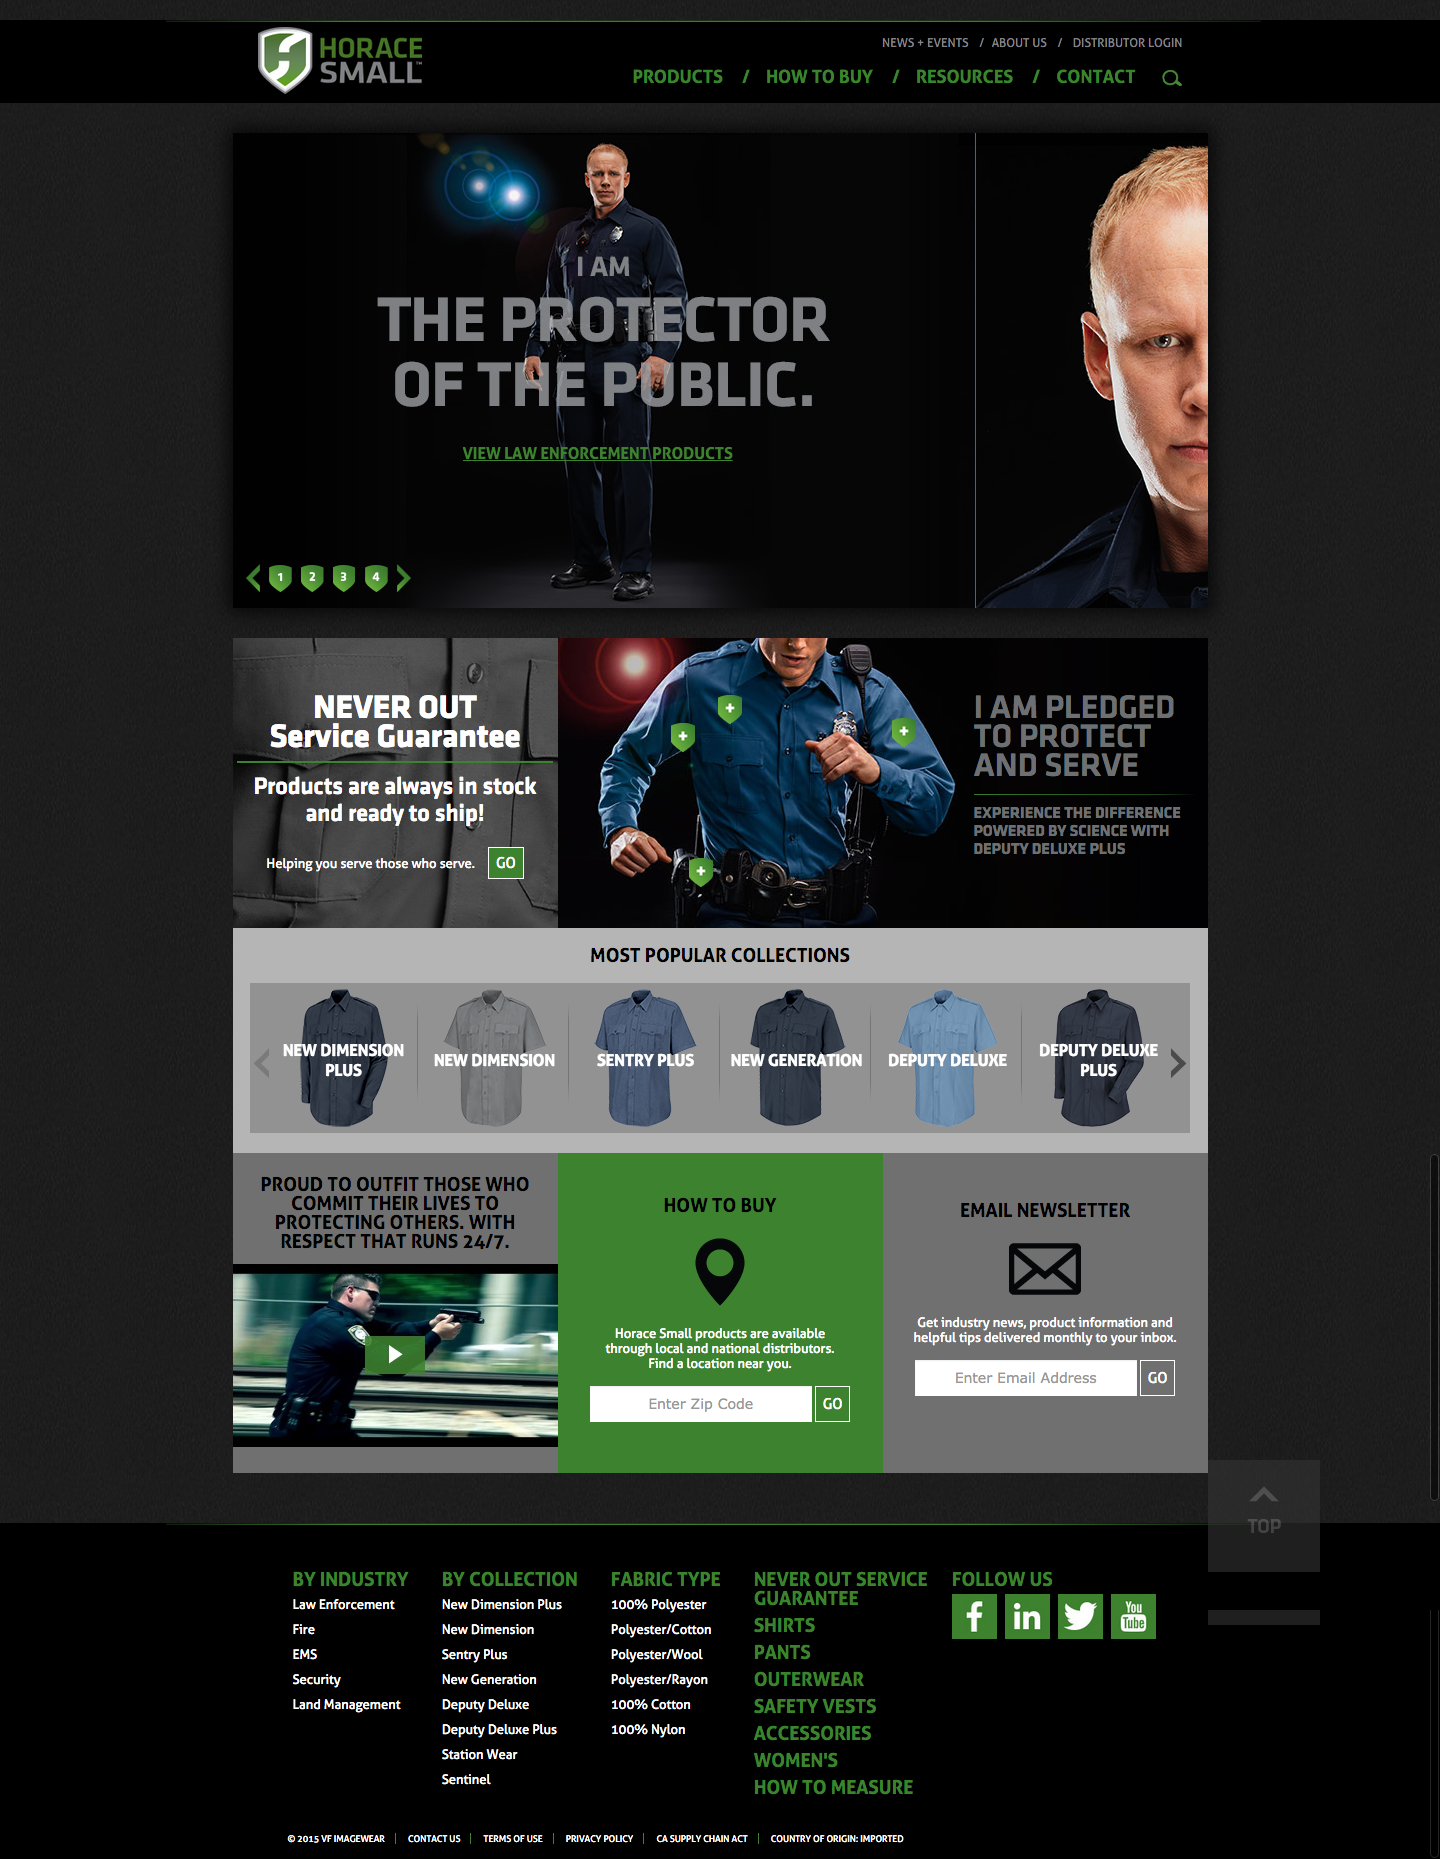 HORACE
SMALL™
NEWS + EVENTS / ABOUT US / DISTRIBUTOR LOGIN
PRODUCTS / HOW TO BUY / RESOURCES / CONTACT
I AM
THE PROTECTOR
OF THE PUBLIC.
VIEW LAW ENFORCEMENT PRODUCTS
1 2 3 4
NEVER OUT
Service Guarantee
Products are always in stock
and ready to ship!
Helping you serve those who serve. GO
I AM PLEDGED
TO PROTECT
AND SERVE
EXPERIENCE THE DIFFERENCE
POWERED BY SCIENCE WITH
DEPUTY DELUXE PLUS
MOST POPULAR COLLECTIONS
NEW DIMENSION
PLUS
NEW DIMENSION
SENTRY PLUS
NEW GENERATION
DEPUTY DELUXE
DEPUTY DELUXE
PLUS
PROUD TO OUTFIT THOSE WHO
COMMIT THEIR LIVES TO
PROTECTING OTHERS. WITH
RESPECT THAT RUNS 24/7.
HOW TO BUY
Horace Small products are available
through local and national distributors.
Find a location near you.
Enter Zip Code GO
EMAIL NEWSLETTER
Get industry news, product information and
helpful tips delivered monthly to your inbox.
Enter Email Address GO
TOP
BY INDUSTRY
Law Enforcement
Fire
EMS
Security
Land Management
BY COLLECTION
New Dimension Plus
New Dimension
Sentry Plus
New Generation
Deputy Deluxe
Deputy Deluxe Plus
Station Wear
Sentinel
FABRIC TYPE
100% Polyester
Polyester/Cotton
Polyester/Wool
Polyester/Rayon
100% Cotton
100% Nylon
NEVER OUT SERVICE
GUARANTEE
SHIRTS
PANTS
OUTERWEAR
SAFETY VESTS
ACCESSORIES
WOMEN'S
HOW TO MEASURE
FOLLOW US
f in You
Tube
© 2015 VF IMAGEWEAR | CONTACT US | TERMS OF USE | PRIVACY POLICY | CA SUPPLY CHAIN ACT | COUNTRY OF ORIGIN: IMPORTED